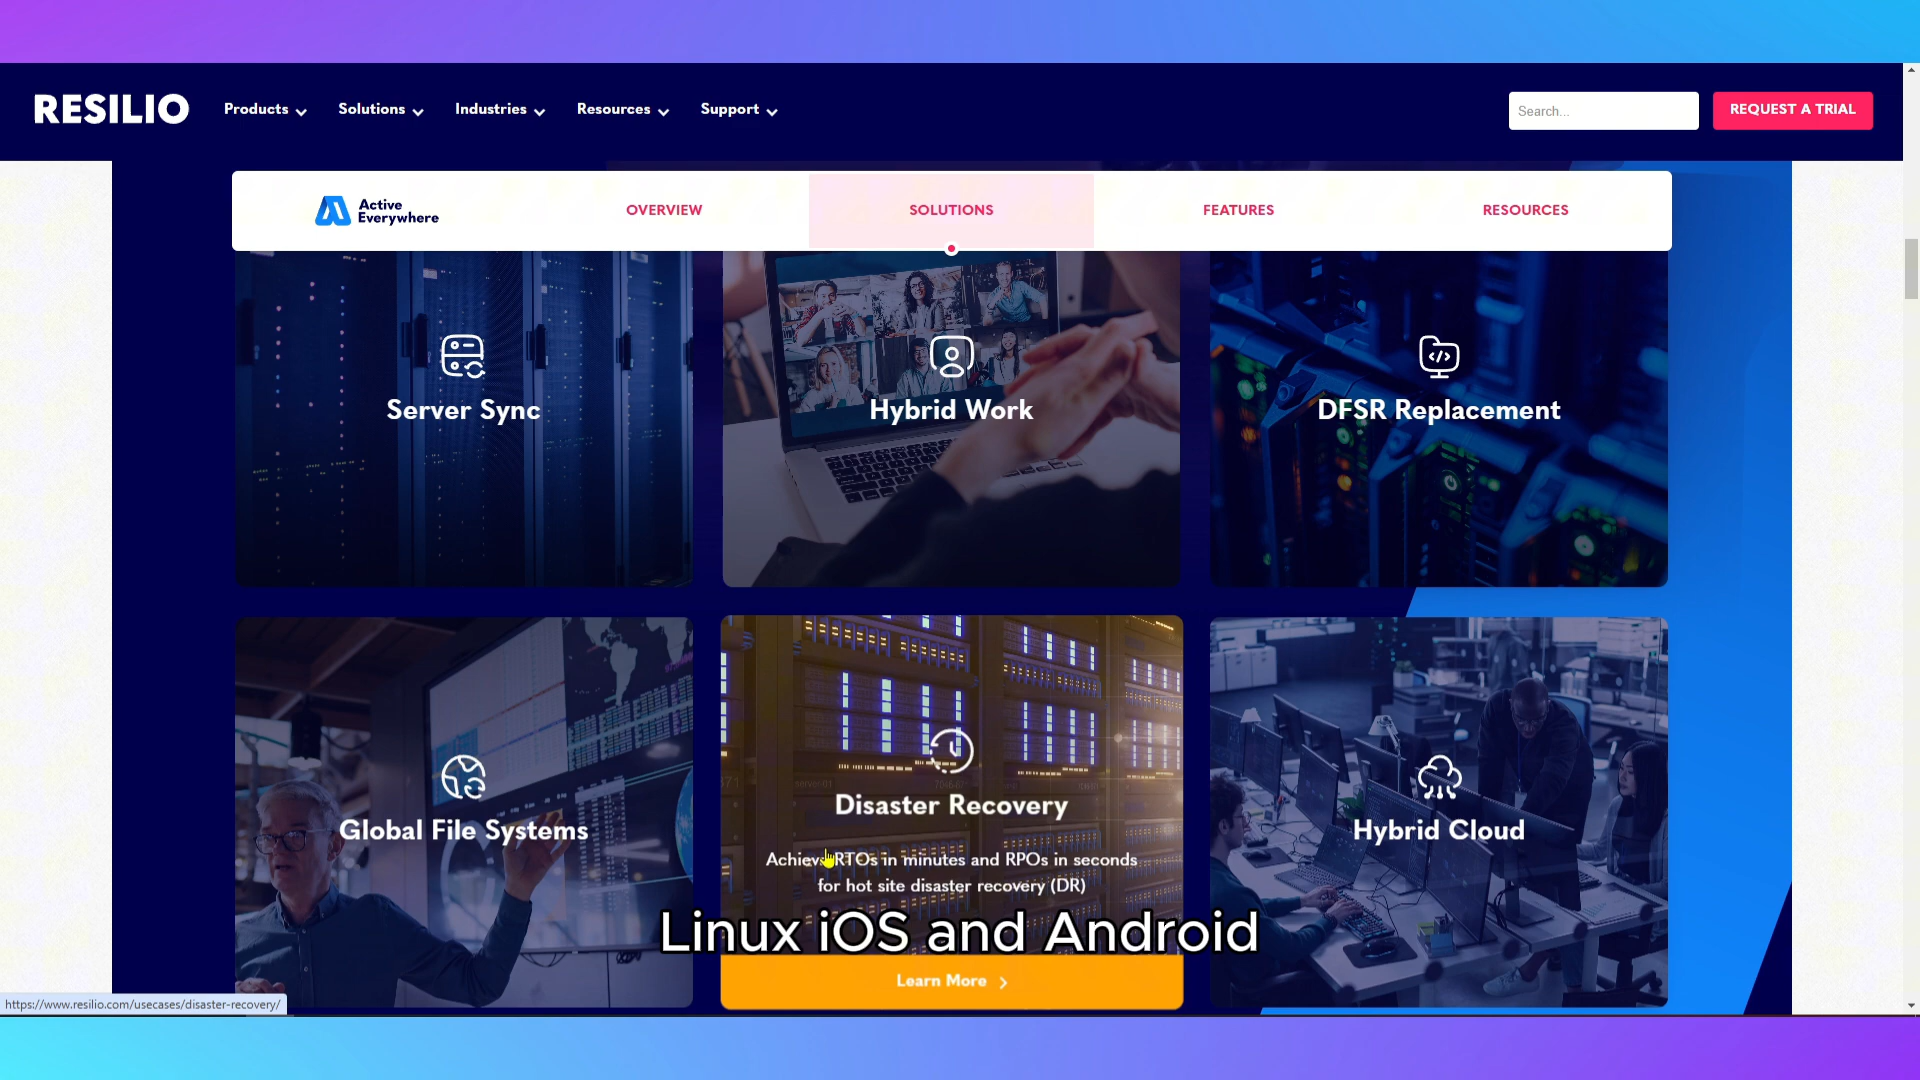 RESILIO
Products
Solutions
Industries
Resources
Support
Search...
REQUEST A TRIAL
Active
Everywhere
OVERVIEW
SOLUTIONS
FEATURES
RESOURCES
Server Sync
Hybrid Work
DFSR Replacement
Global File Systems
Disaster Recovery
Achieve RTOs in minutes and RPOs in seconds
for hot site disaster recovery (DR)
Hybrid Cloud
Linux iOS and Android
Learn More
https://www.resilio.com/usecases/disaster-recovery/